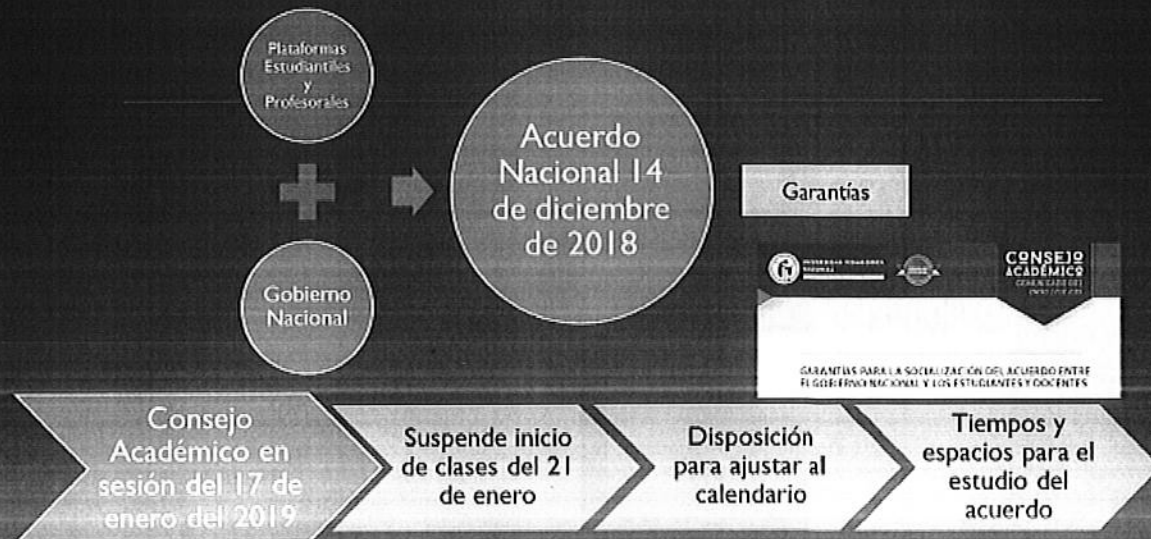 Plataformas
Estudiantiles
y
Profesorales
Gobierno
Nacional
Acuerdo
Nacional 14
de diciembre
de 2018
Garantías
CONSEJO
ACADÉMICO
GARANTÍAS PARA LA SOCIALIZACIÓN DEL ACUERDO ENTRE
EL GOBIERNO NACIONAL Y LOS ESTUDIANTES Y DOCENTES
Consejo
Académico en
sesión del 17 de
enero del 2019
Suspende inicio
de clases del 21
de enero
Disposición
para ajustar al
calendario
Tiempos y
espacios para el
estudio del
acuerdo